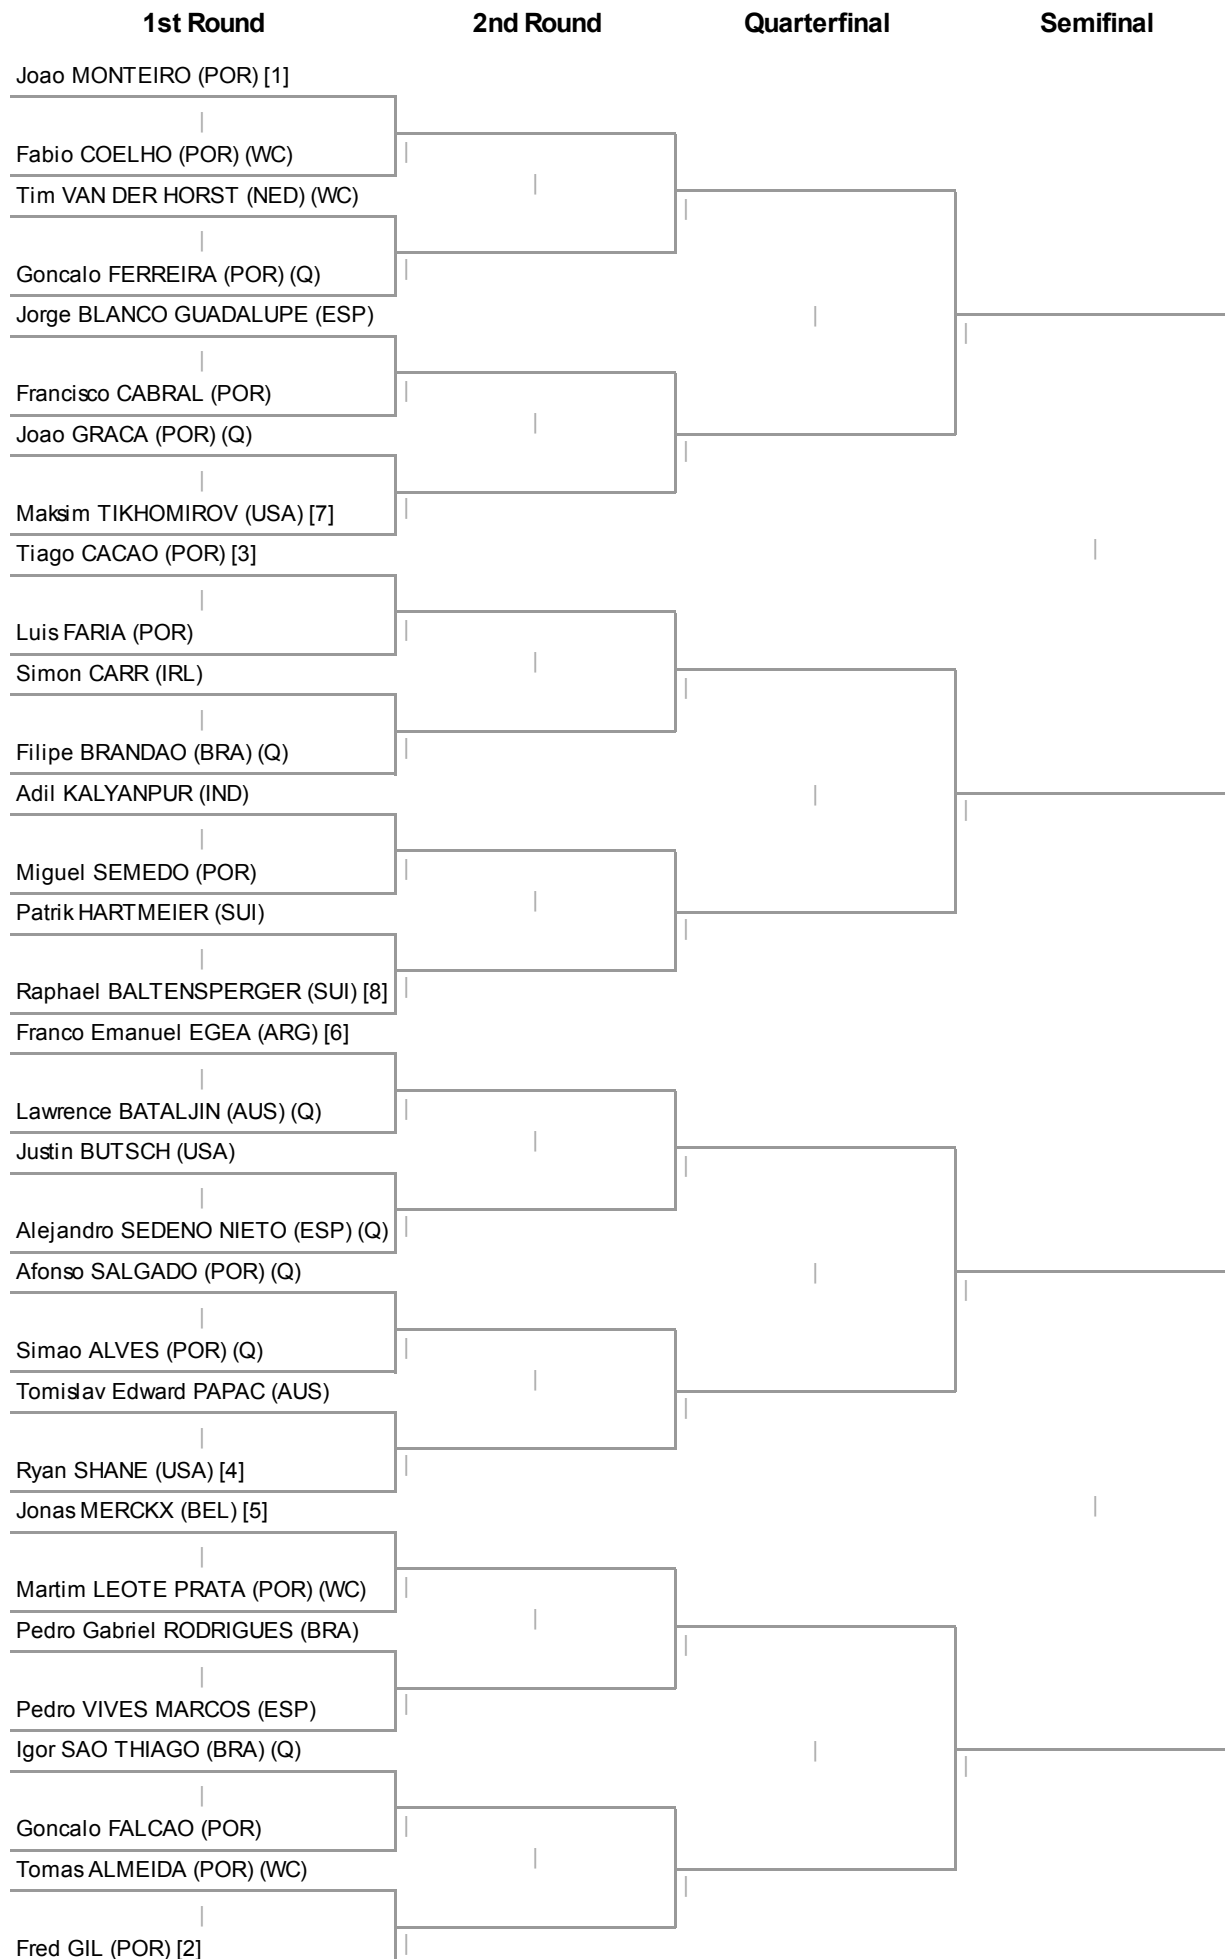 1st Round 2nd Round Quarterfinal Semifinal
Joao MONTEIRO (POR) [1]
Fabio COELHO (POR) (WC)
Tim VAN DER HORST (NED) (WC)
Goncalo FERREIRA (POR) (Q)
Jorge BLANCO GUADALUPE (ESP)
Francisco CABRAL (POR)
Joao GRACA (POR) (Q)
Maksim TIKHOMIROV (USA) [7]
Tiago CACAO (POR) [3]
Luis FARIA (POR)
Simon CARR (IRL)
Filipe BRANDAO (BRA) (Q)
Adil KALYANPUR (IND)
Miguel SEMEDO (POR)
Patrik HARTMEIER (SUI)
Raphael BALTENSPERGER (SUI) [8]
Franco Emanuel EGEA (ARG) [6]
Lawrence BATALJIN (AUS) (Q)
Justin BUTSCH (USA)
Alejandro SEDENO NIETO (ESP) (Q)
Afonso SALGADO (POR) (Q)
Simao ALVES (POR) (Q)
Tomislav Edward PAPAC (AUS)
Ryan SHANE (USA) [4]
Jonas MERCKX (BEL) [5]
Martim LEOTE PRATA (POR) (WC)
Pedro Gabriel RODRIGUES (BRA)
Pedro VIVES MARCOS (ESP)
Igor SAO THIAGO (BRA) (Q)
Goncalo FALCAO (POR)
Tomas ALMEIDA (POR) (WC)
Fred GIL (POR) [2]